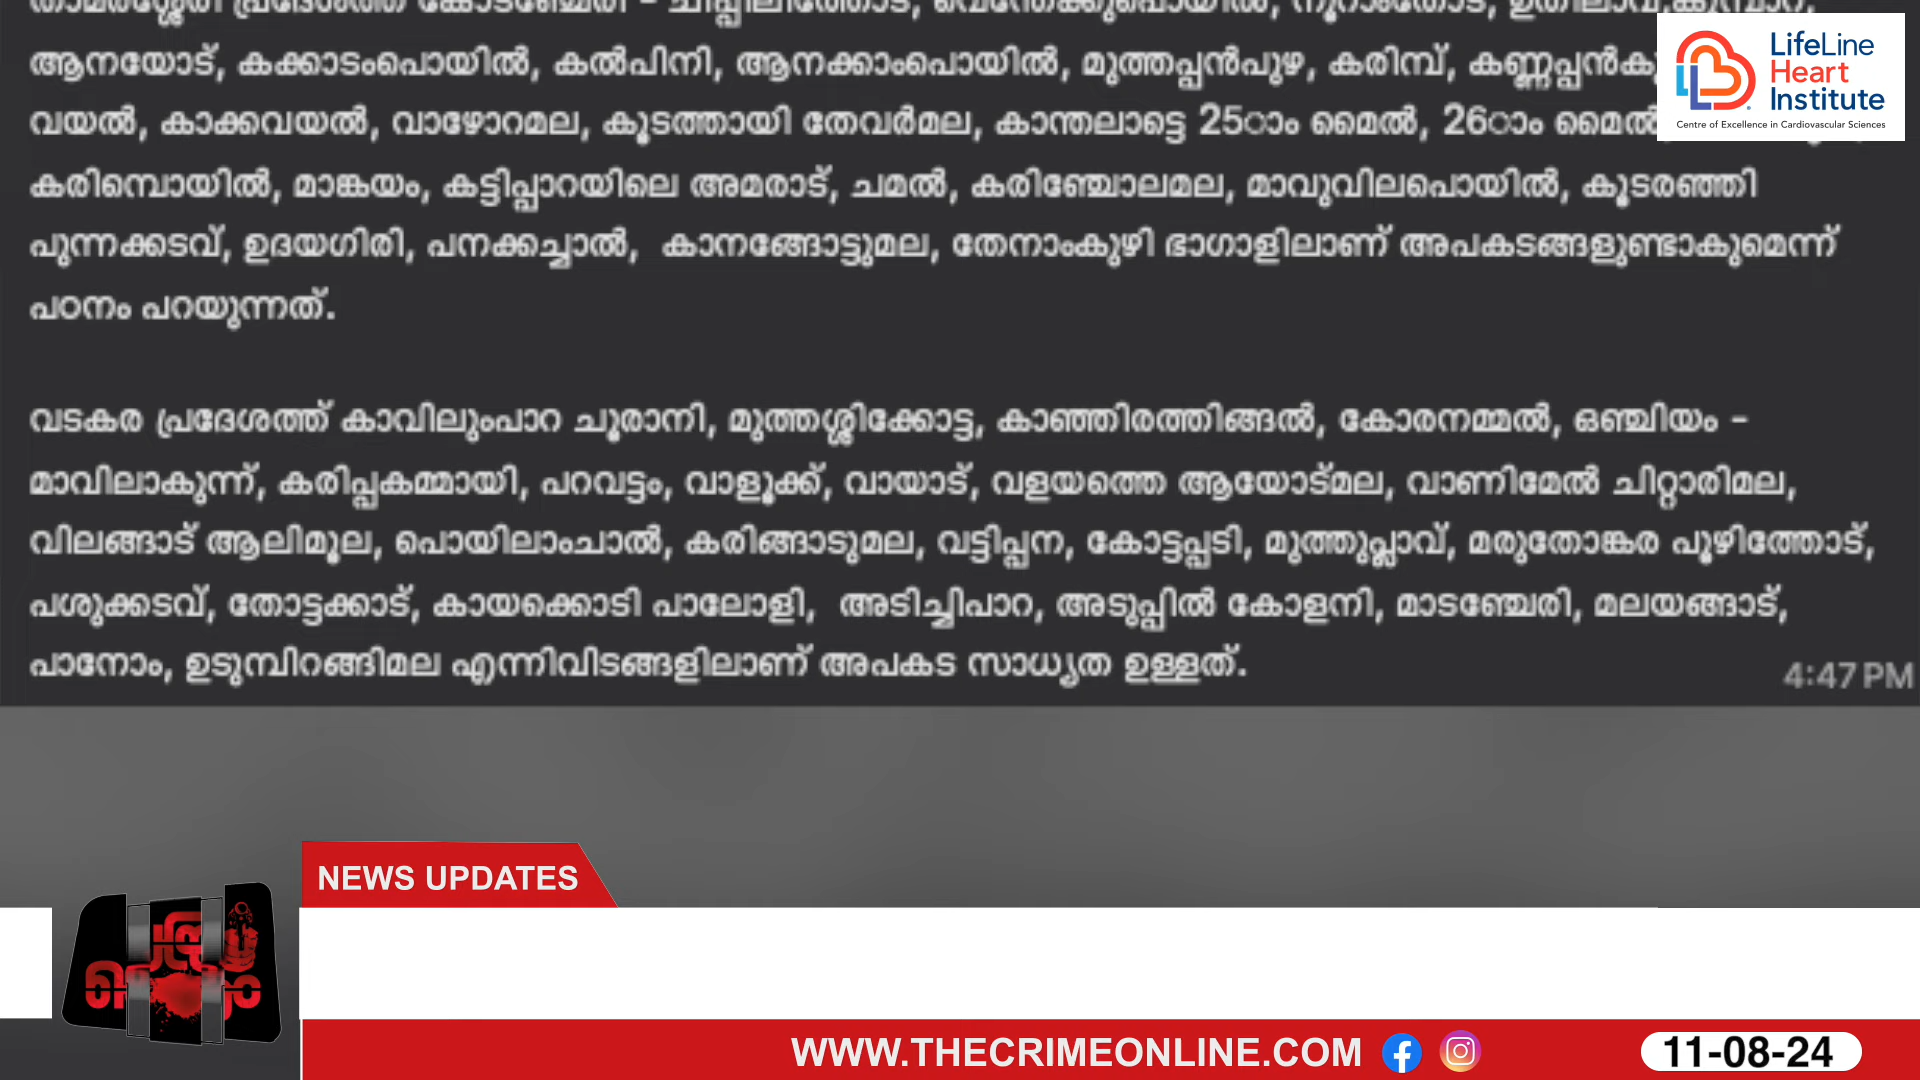 താമരശ്ശേരി പ്രദേശത്ത് കോടഞ്ചേരി - ചിപ്പിലിത്തോട്, വെന്തേക്കുപൊയിൽ, നൂറാംതോട്,
ആനയോട്, കക്കാടംപൊയിൽ, കൽപിനി, ആനക്കാംപൊയിൽ, മുത്തപ്പൻപുഴ, കരിമ്പ്,
വയൽ, കാക്കവയൽ, വാഴോറമല, കൂടത്തായി തേവർമല, കാന്തലാട്ടെ 25ാം മൈൽ, 26ാം മൈൽ
കരിമ്പൊയിൽ, മാങ്കയം, കട്ടിപ്പാറയിലെ അമരാട്, ചമൽ, കരിഞ്ചോലമല, മാവുവിലപൊയിൽ, കൂടരഞ്ഞി
പുന്നക്കടവ്, ഉദയഗിരി, പനക്കച്ചാൽ, കാനങ്ങോട്ടുമല, തേനാംകുഴി ഭാഗാളിലാണ് അപകടങ്ങളുണ്ടാകുമെന്ന്
പഠനം പറയുന്നത്.
വടകര പ്രദേശത്ത് കാവിലുംപാറ ചൂരാനി, മുത്തശ്ശിക്കോട്ട, കാഞ്ഞിരത്തിങ്ങൽ, കോരനമ്മൽ, ഒഞ്ചിയം -
മാവിലാകുന്ന്, കരിപ്പകമ്മായി, പറവട്ടം, വാളൂക്ക്, വായാട്, വളയത്തെ ആയോട്മല, വാണിമേൽ ചിറ്റാരിമല,
വിലങ്ങാട് ആലിമൂല, പൊയിലാംചാൽ, കരിങ്ങാടുമല, വട്ടിപ്പന, കോട്ടപ്പടി, മുത്തുപ്ലാവ്, മരുതോങ്കര പൂഴിത്തോട്,
പശുക്കടവ്, തോട്ടക്കാട്, കായക്കൊടി പാലോളി, അടിച്ചിപാറ, അടുപ്പിൽ കോളനി, മാടഞ്ചേരി, മലയങ്ങാട്,
പാനോം, ഉടുമ്പിറങ്ങിമല എന്നിവിടങ്ങളിലാണ് അപകട സാധ്യത ഉള്ളത്.
4:47 PM
LifeLine
Heart
Institute
Centre of Excellence in Cardiovascular Sciences
NEWS UPDATES
WWW.THECRIMEONLINE.COM
11-08-24